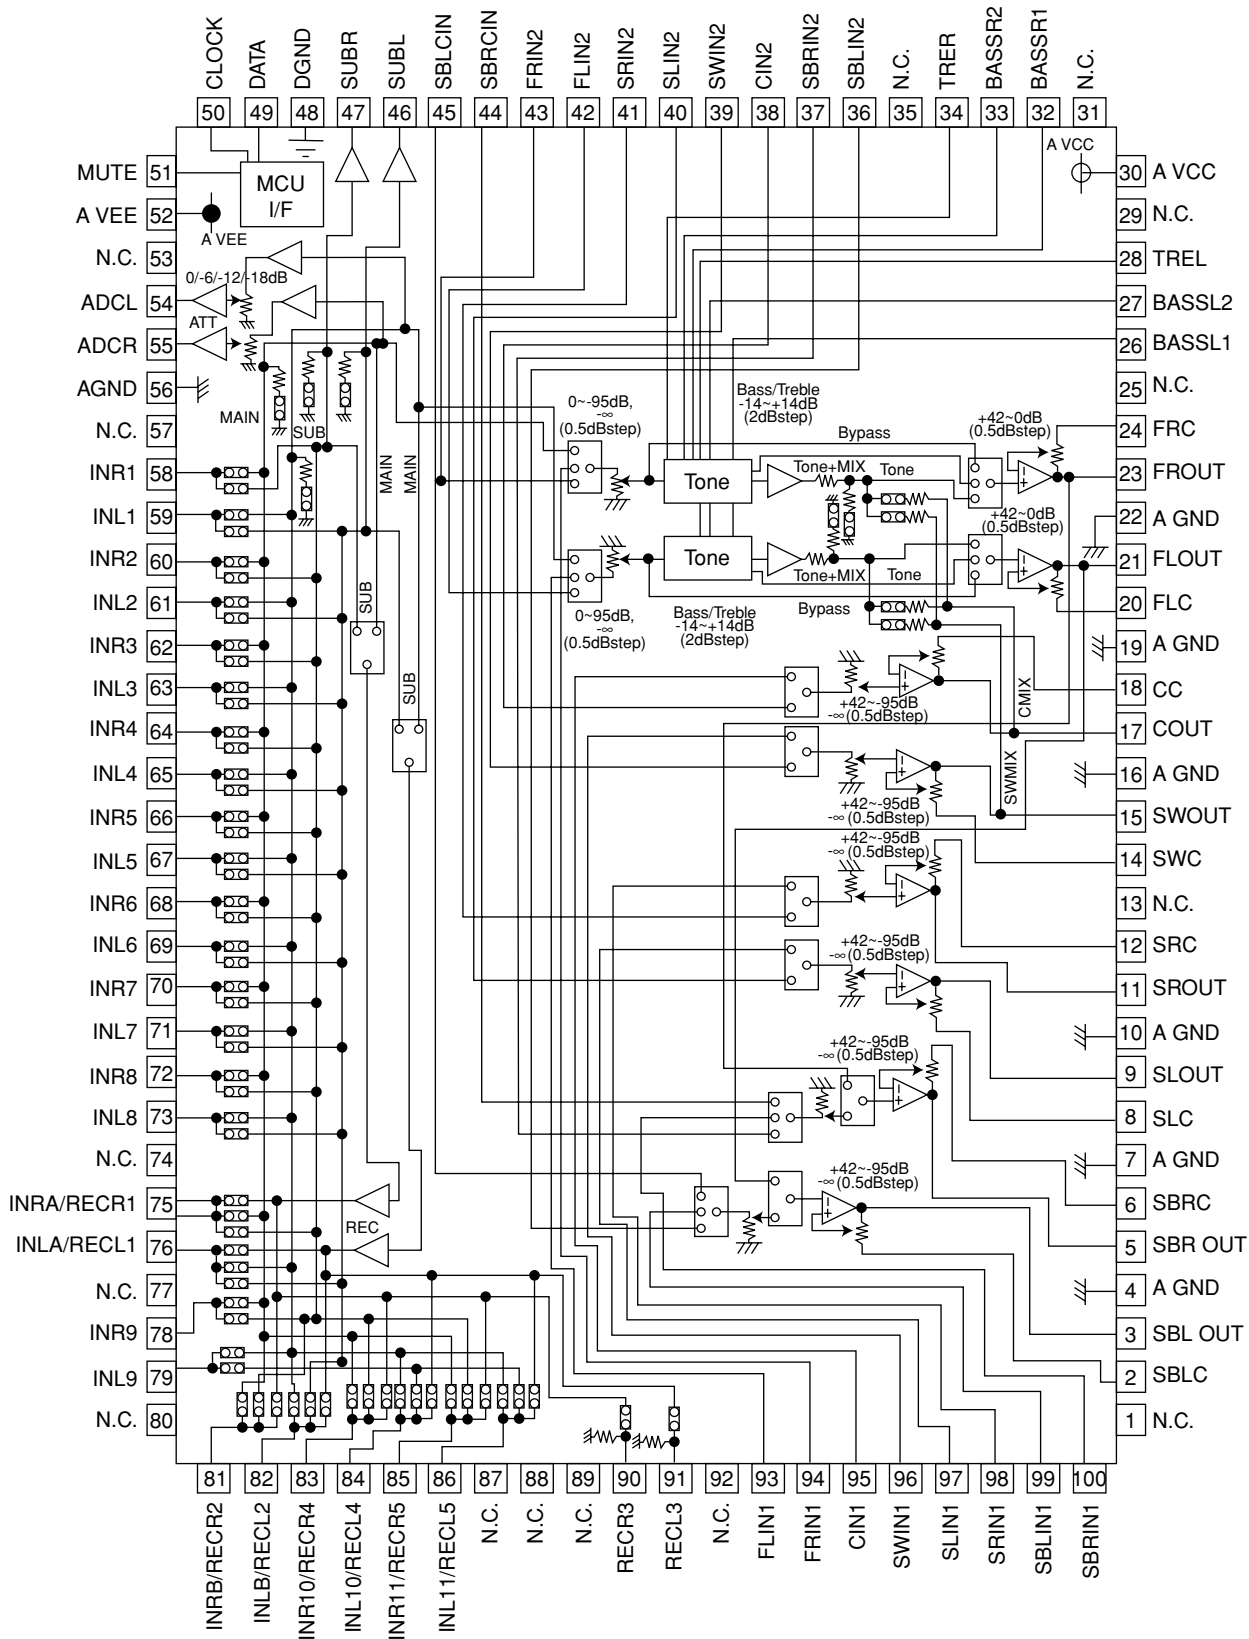 CLOCK
DATA
DGND
SUBR
SUBL
SBLCIN
SBRCIN
FRIN2
FLIN2
SRIN2
SLIN2
SWIN2
CIN2
SBRIN2
SBLIN2
N.C.
TRER
BASSR2
BASSR1
N.C.
50 49 48 47 46 45 44 43 42 41 40 39 38 37 36 35 34 33 32 31
MUTE 51
A VEE 52
N.C. 53
ADCL 54
ADCR 55
AGND 56
N.C. 57
INR1 58
INL1 59
INR2 60
INL2 61
INR3 62
INL3 63
INR4 64
INL4 65
INR5 66
INL5 67
INR6 68
INL6 69
INR7 70
INL7 71
INR8 72
INL8 73
N.C. 74
INRA/RECR1 75
INLA/RECL1 76
N.C. 77
INR9 78
INL9 79
N.C. 80
MCU
I/F
A VEE
0/-6/-12/-18dB
ATT
MAIN
SUB
MAIN
MAIN
SUB
SUB
REC
A VCC
0~-95dB,
-∞
(0.5dBstep)
Bass/Treble
-14~+14dB
(2dBstep)
Bypass
+42~0dB
(0.5dBstep)
Tone
Tone+MIX
Tone
+42~0dB
(0.5dBstep)
Tone
Tone+MIX
Tone
0~95dB,
-∞
(0.5dBstep)
Bass/Treble
-14~+14dB
(2dBstep)
Bypass
+42~-95dB
-∞(0.5dBstep)
CMIX
SWMIX
+42~-95dB
-∞(0.5dBstep)
+42~-95dB
-∞(0.5dBstep)
+42~-95dB
-∞(0.5dBstep)
+42~-95dB
-∞(0.5dBstep)
+42~-95dB
-∞(0.5dBstep)
30 A VCC
29 N.C.
28 TREL
27 BASSL2
26 BASSL1
25 N.C.
24 FRC
23 FROUT
22 A GND
21 FLOUT
20 FLC
19 A GND
18 CC
17 COUT
16 A GND
15 SWOUT
14 SWC
13 N.C.
12 SRC
11 SROUT
10 A GND
9 SLOUT
8 SLC
7 A GND
6 SBRC
5 SBR OUT
4 A GND
3 SBL OUT
2 SBLC
1 N.C.
81 82 83 84 85 86 87 88 89 90 91 92 93 94 95 96 97 98 99 100
INRB/RECR2
INLB/RECL2
INR10/RECR4
INL10/RECL4
INR11/RECR5
INL11/RECL5
N.C.
N.C.
N.C.
RECR3
RECL3
N.C.
FLIN1
FRIN1
CIN1
SWIN1
SLIN1
SRIN1
SBLIN1
SBRIN1